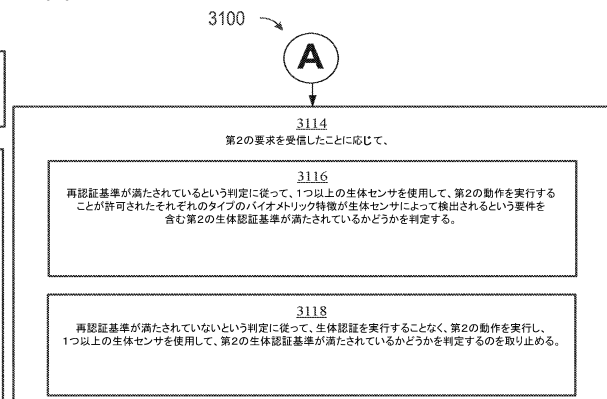 3100
A
3114
第2の要求を受信したことに応じて、
3116
再認証基準が満たされているという判定に従って、1つ以上の生体センサを使用して、第2の動作を実行する
ことが許可されたそれぞれのタイプのバイオメトリック特徴が生体センサによって検出されるという要件を
含む第2の生体認証基準が満たされているかどうかを判定する。
3118
再認証基準が満たされていないという判定に従って、生体認証を実行することなく、第2の動作を実行し、
1つ以上の生体センサを使用して、第2の生体認証基準が満たされているかどうかを判定するのを取り止める。